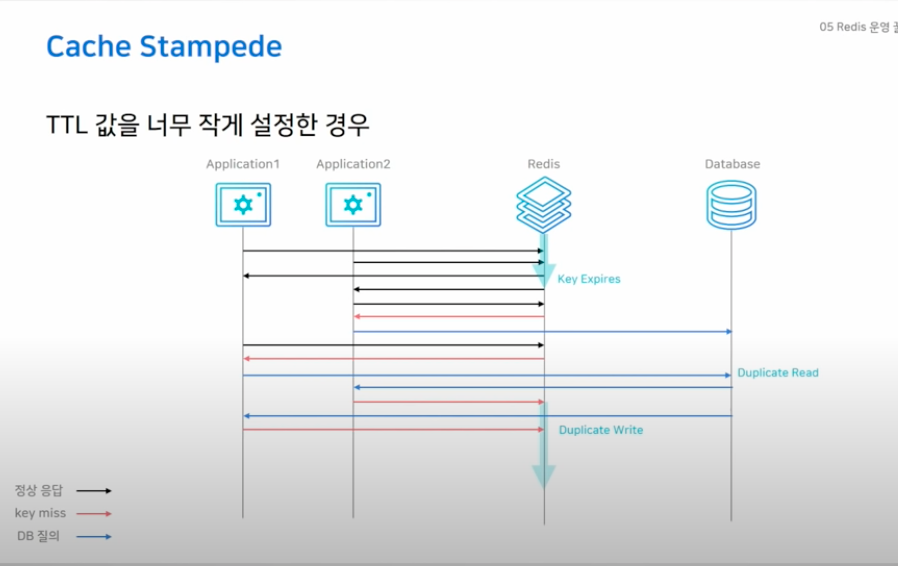 05 Redis 운영
Cache Stampede
TTL 값을 너무 작게 설정한 경우
Application1
Application2
Redis
Database
Key Expires
Duplicate Read
Duplicate Write
정상 응답
key miss
DB 질의